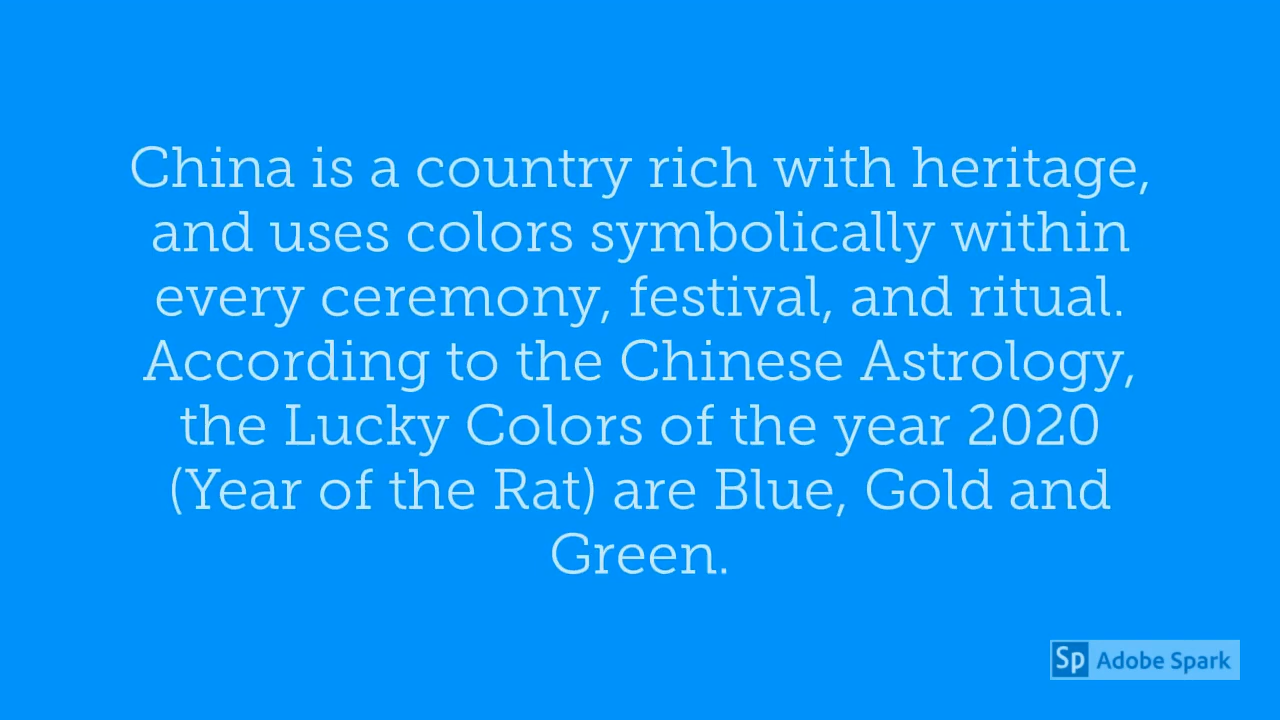 China is a country rich with heritage,
and uses colors symbolically within
every ceremony, festival, and ritual.
According to the Chinese Astrology,
the Lucky Colors of the year 2020
(Year of the Rat) are Blue, Gold and
Green.
Sp Adobe Spark